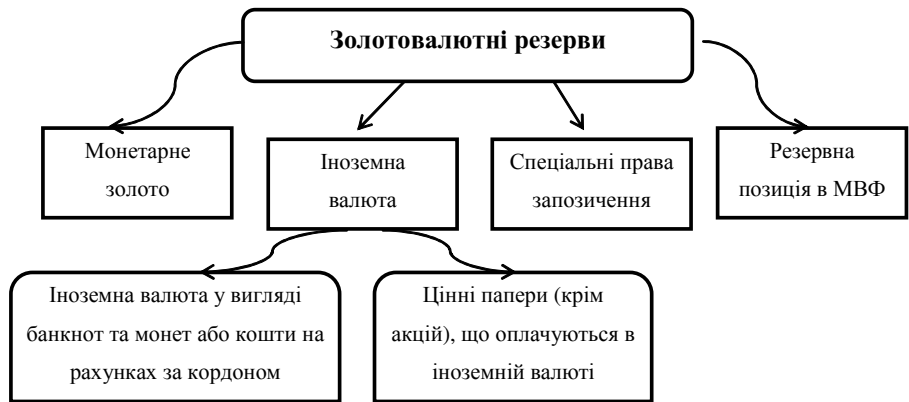 Золотовалютні резерви
Монетарне
золото
Іноземна
валюта
Спеціальні права
запозичення
Резервна
позиція в МВФ
Іноземна валюта у вигляді
банкнот та монет або кошти на
рахунках за кордоном
Цінні папери (крім
акцій), що оплачуються в
іноземній валюті